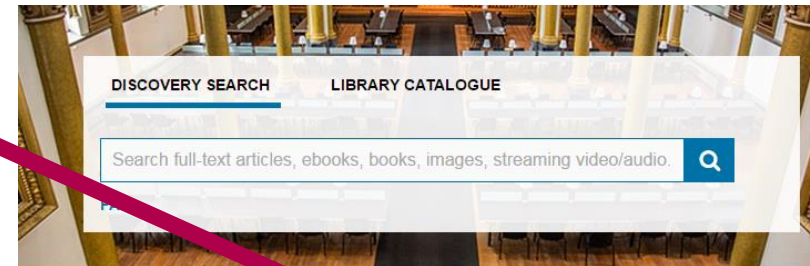 DISCOVERY SEARCH LIBRARY CATALOGUE
Search full-text articles, ebooks, books, images, streaming video/audio.